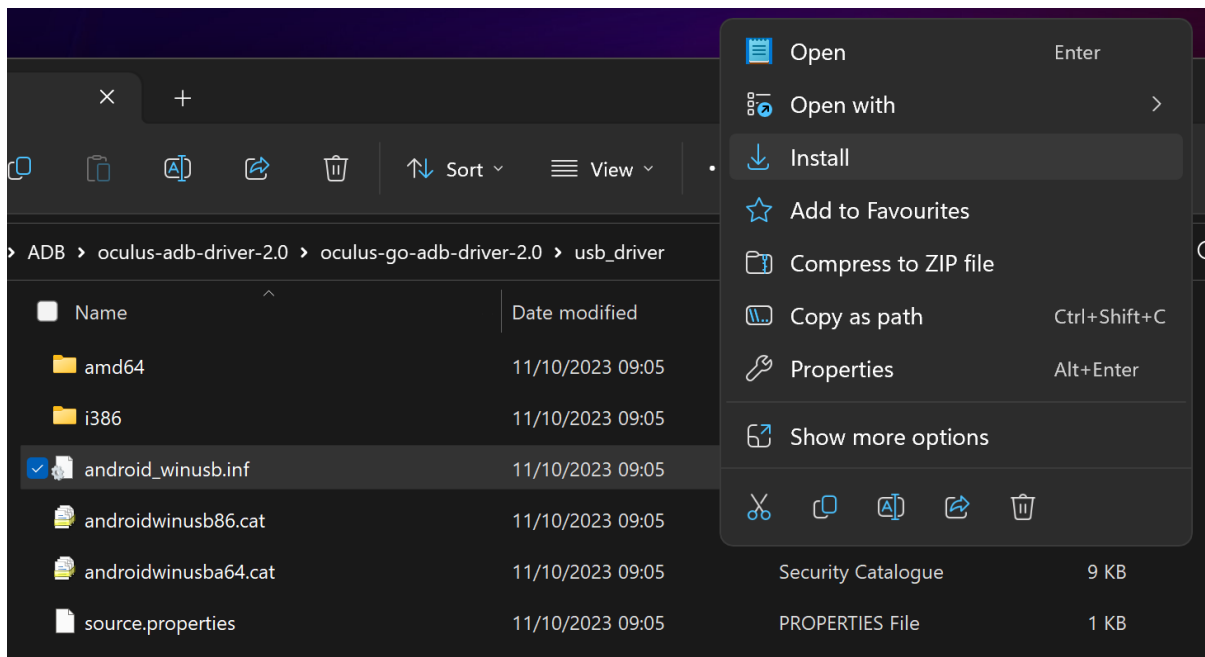 Open Enter
Open with
Sort View Install
Add to Favourites
ADB oculus-adb-driver-2.0 oculus-go-adb-driver-2.0 usb_driver
Compress to ZIP file
Name Date modified
Copy as path Ctrl+Shift+C
amd64 11/10/2023 09:05
Properties Alt+Enter
i386 11/10/2023 09:05
Show more options
android_winusb.inf 11/10/2023 09:05
androidwinusb86.cat 11/10/2023 09:05
androidwinusba64.cat 11/10/2023 09:05 Security Catalogue 9 KB
source.properties 11/10/2023 09:05 PROPERTIES File 1 KB